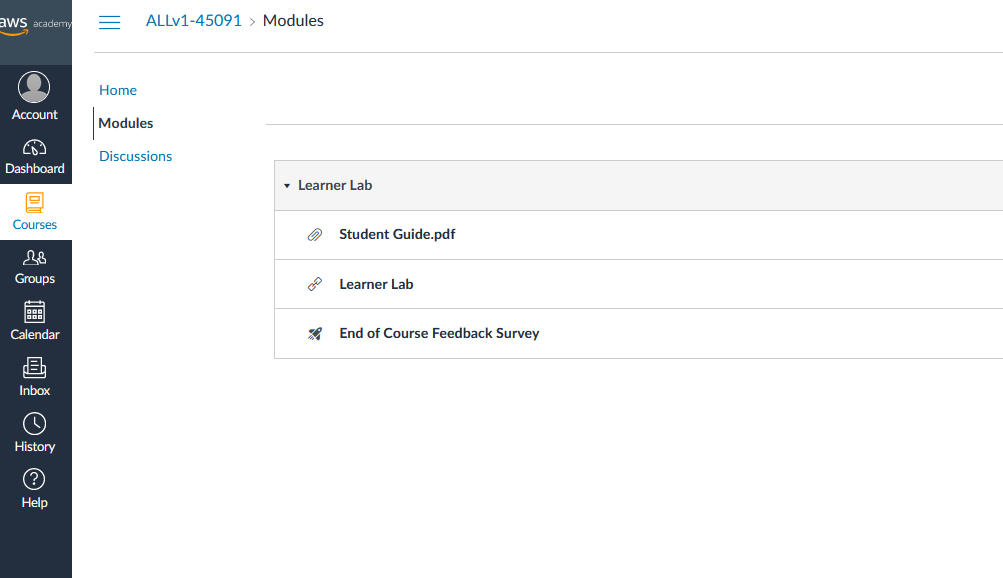 aws academy
ALLv1-45091 > Modules
Home
Modules
Discussions
Account
Dashboard
Courses
Groups
Calendar
Inbox
History
Help
Learner Lab
Student Guide.pdf
Learner Lab
End of Course Feedback Survey